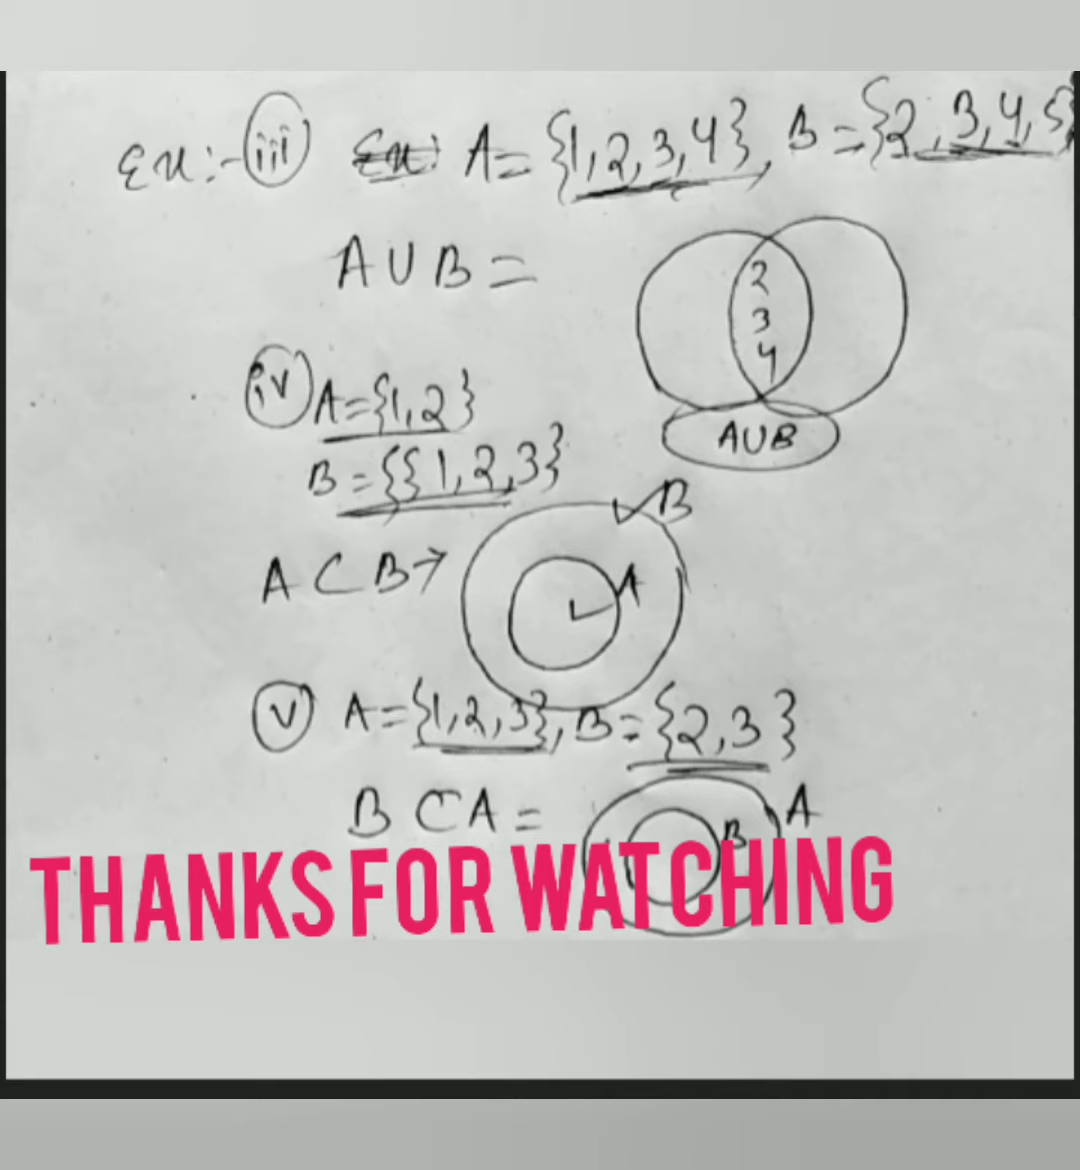 Ex:- (iii) Ex: A= {1,2,3,4}, B={2,3,4,5}
A∪B=
2
3
4
A∪B
(iv) A={1,2}
B={{1,2,3}
A⊂B→
B
A
(v) A={1,2,3}, B={2,3}
B⊂A=
B
A
THANKS FOR WATCHING